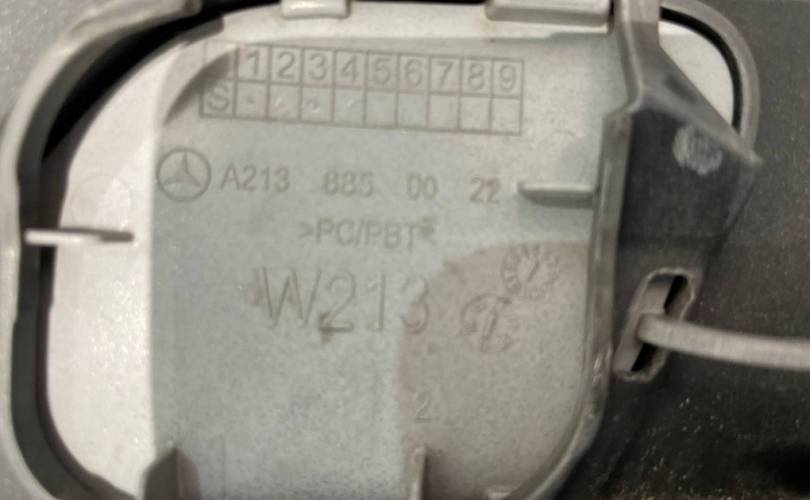 1 2 3 4 5 6 7 8 9
S
A213 885 00 22
>PC/PBT<
W213
2